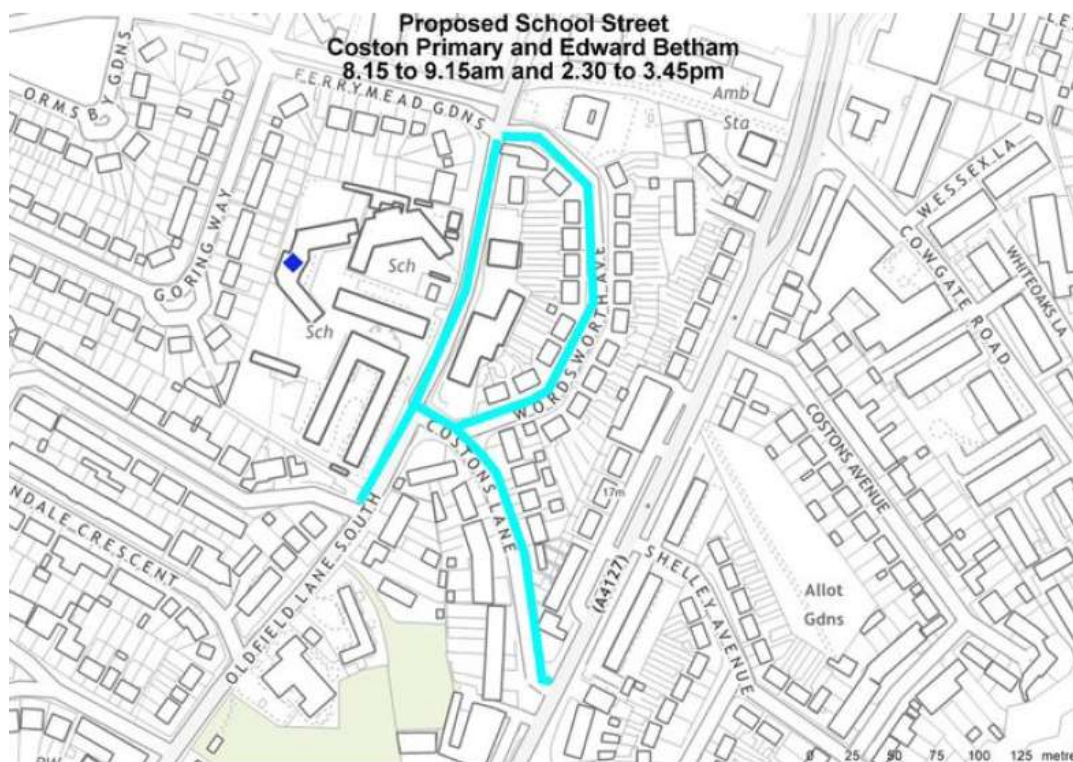 Proposed School Street
Coston Primary and Edward Betham
8.15 to 9.15am and 2.30 to 3.45pm
ORMSBY GDNS
FERRYMEAD GDNS
Amb
Sta
WESSEX LA
COWGATE ROAD
WHITEOAKS LA
GORING WAY
Sch
Sch
WORDSWORTH AVE
COSTONS LANE
COSTONS AVENUE
17m
(A4127)
SHELLEY AVENUE
Allot
Gdns
NDALE CRESCENT
OLDFIELD LANE SOUTH
0 25 50 75 100 125 metre